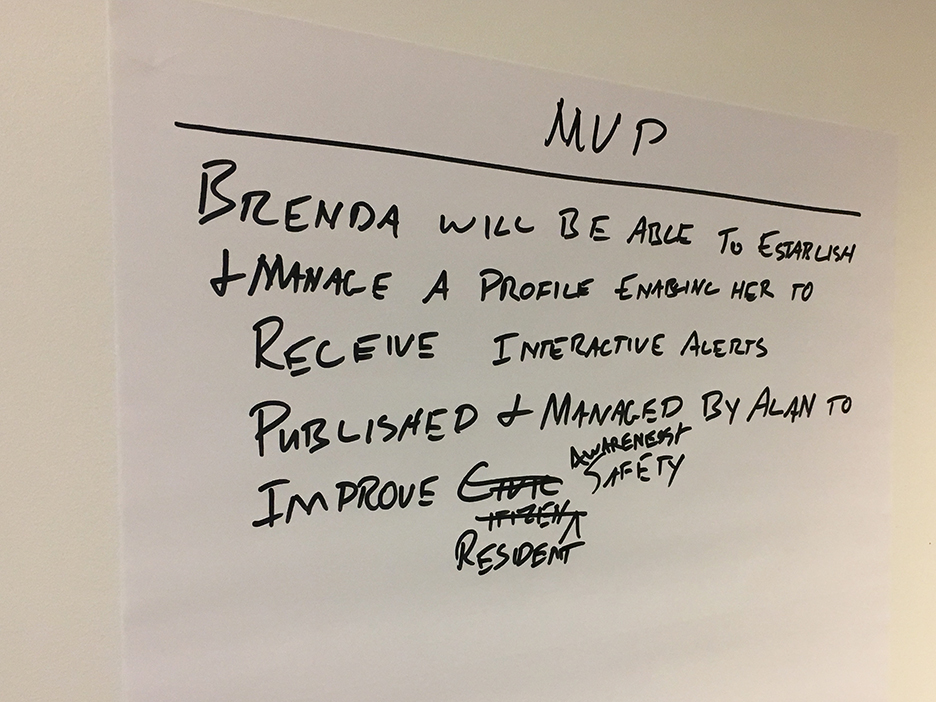 MVP
BRENDA WILL BE ABLE TO ESTABLISH
& MANAGE A PROFILE ENABLING HER TO
RECEIVE INTERACTIVE ALERTS
PUBLISHED & MANAGED BY ALAN TO
AWARENESS+
IMPROVE CIVIC SAFETY
ITIZEN
RESIDENT